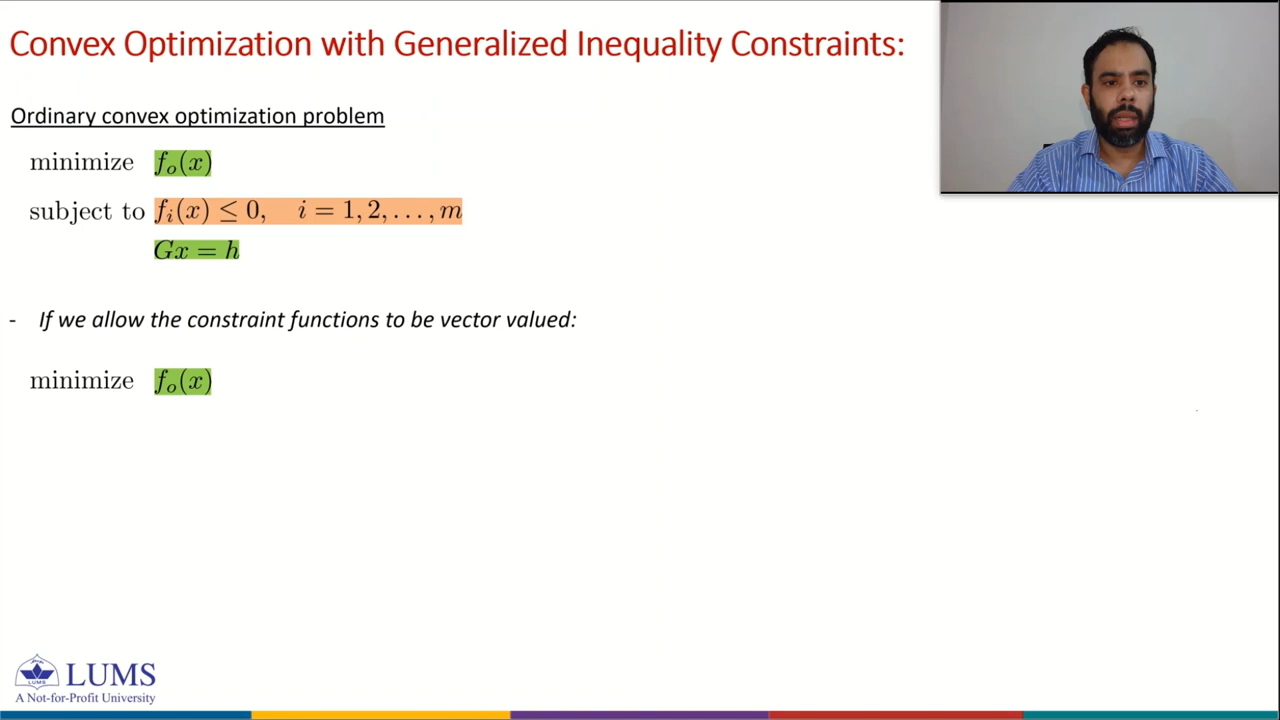 Convex Optimization with Generalized Inequality Constraints:
Ordinary convex optimization problem
minimize f_o(x)
subject to f_i(x) ≤ 0, i = 1, 2, . . . , m
Gx = h
- If we allow the constraint functions to be vector valued:
minimize f_o(x)
LUMS
LUMS
A Not-for-Profit University